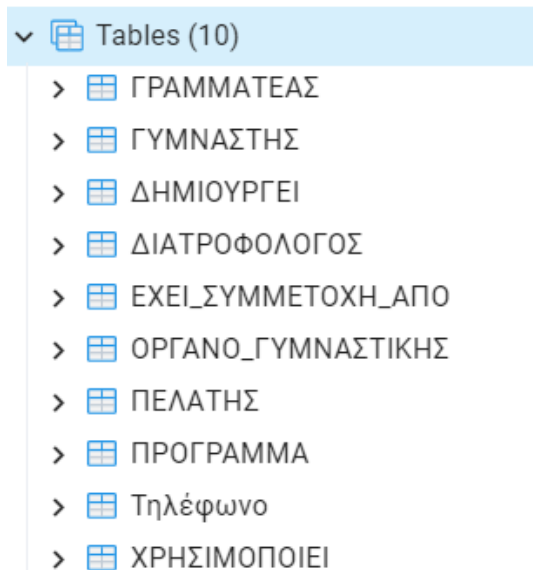 Tables (10)
ΓΡΑΜΜΑΤΕΑΣ
ΓΥΜΝΑΣΤΗΣ
ΔΗΜΙΟΥΡΓΕΙ
ΔΙΑΤΡΟΦΟΛΟΓΟΣ
ΕΧΕΙ_ΣΥΜΜΕΤΟΧΗ_ΑΠΟ
ΟΡΓΑΝΟ_ΓΥΜΝΑΣΤΙΚΗΣ
ΠΕΛΑΤΗΣ
ΠΡΟΓΡΑΜΜΑ
Τηλέφωνο
ΧΡΗΣΙΜΟΠΟΙΕΙ